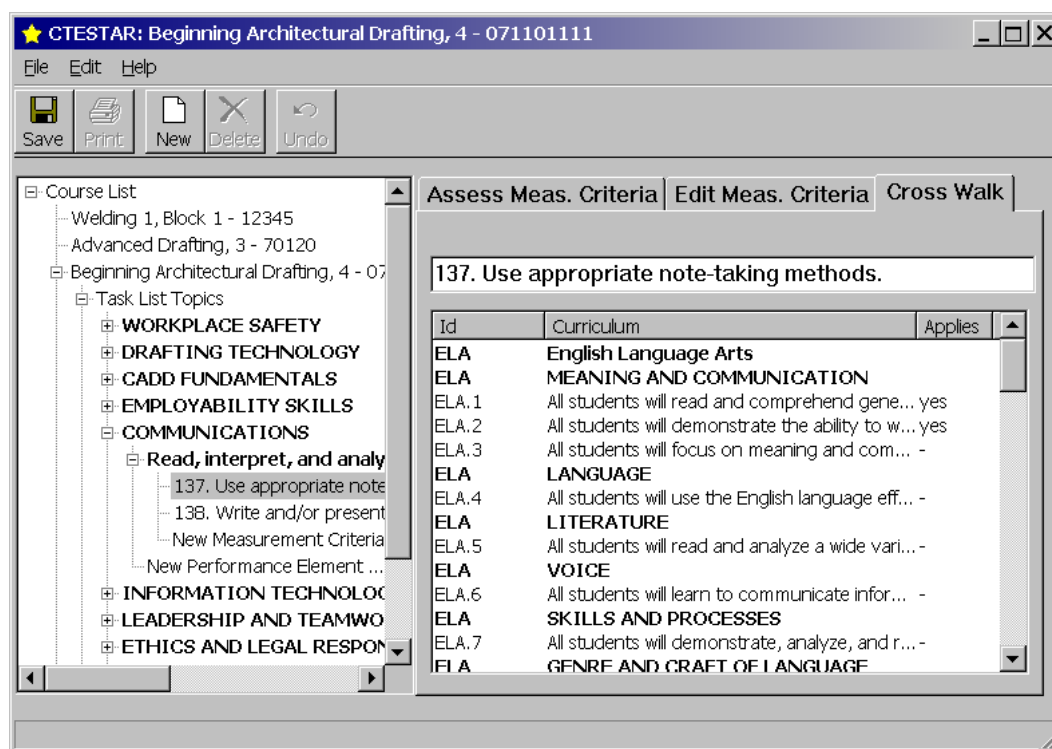 CTESTAR: Beginning Architectural Drafting, 4 - 071101111
File Edit Help
Save Print New Delete Undo
Course List
Welding 1, Block 1 - 12345
Advanced Drafting, 3 - 70120
Beginning Architectural Drafting, 4 - 07
Task List Topics
WORKPLACE SAFETY
DRAFTING TECHNOLOGY
CADD FUNDAMENTALS
EMPLOYABILITY SKILLS
COMMUNICATIONS
Read, interpret, and analy
137. Use appropriate note
138. Write and/or present
New Measurement Criteria
New Performance Element ...
INFORMATION TECHNOLOG
LEADERSHIP AND TEAMWO
ETHICS AND LEGAL RESPON
Assess Meas. Criteria Edit Meas. Criteria Cross Walk
137. Use appropriate note-taking methods.
Id Curriculum Applies
ELA English Language Arts
ELA MEANING AND COMMUNICATION
ELA.1 All students will read and comprehend gene... yes
ELA.2 All students will demonstrate the ability to w... yes
ELA.3 All students will focus on meaning and com... -
ELA LANGUAGE
ELA.4 All students will use the English language eff... -
ELA LITERATURE
ELA.5 All students will read and analyze a wide vari... -
ELA VOICE
ELA.6 All students will learn to communicate infor... -
ELA SKILLS AND PROCESSES
ELA.7 All students will demonstrate, analyze, and r... -
ELA GENRE AND CRAFT OF LANGUAGE